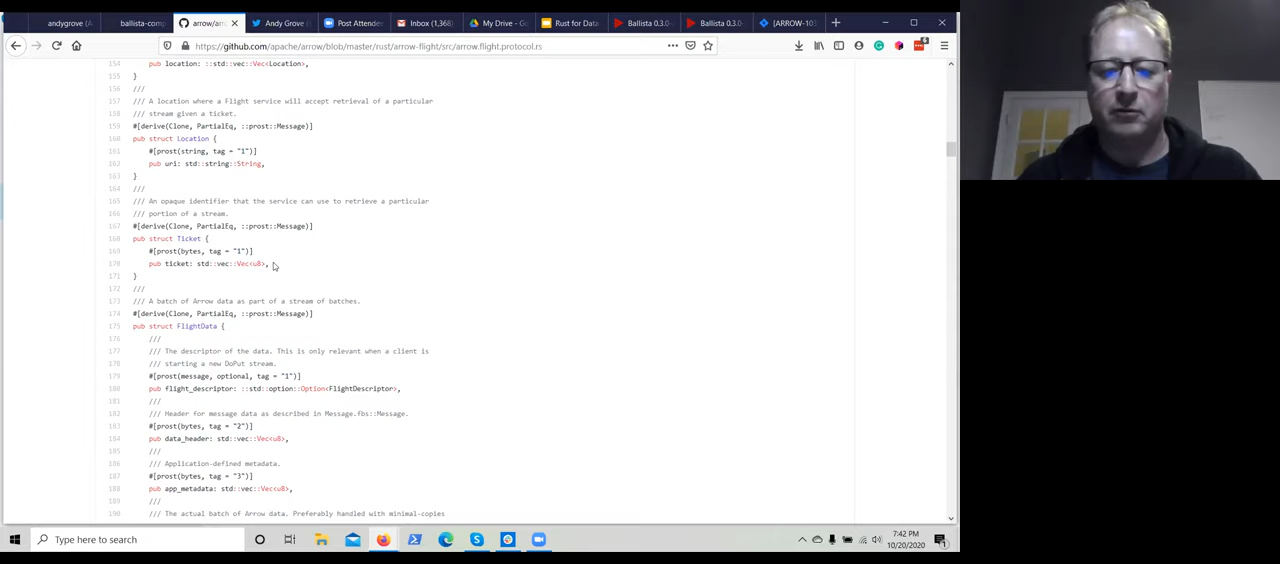 andygrove (A
ballista-comp
arrow/arr
Andy Grove (
Post Attendee
Inbox (1,368)
My Drive - Go
Rust for Data
Ballista 0.3.0-
Ballista 0.3.0-
[ARROW-103
https://github.com/apache/arrow/blob/master/rust/arrow-flight/src/arrow.flight.protocol.rs
154 pub location: ::std::vec::Vec<Location>,
155 }
156 ///
157 /// A location where a Flight service will accept retrieval of a particular
158 /// stream given a ticket.
159 #[derive(Clone, PartialEq, ::prost::Message)]
160 pub struct Location {
161 #[prost(string, tag = "1")]
162 pub uri: std::string::String,
163 }
164 ///
165 /// An opaque identifier that the service can use to retrieve a particular
166 /// portion of a stream.
167 #[derive(Clone, PartialEq, ::prost::Message)]
168 pub struct Ticket {
169 #[prost(bytes, tag = "1")]
170 pub ticket: std::vec::Vec<u8>,
171 }
172 ///
173 /// A batch of Arrow data as part of a stream of batches.
174 #[derive(Clone, PartialEq, ::prost::Message)]
175 pub struct FlightData {
176 ///
177 /// The descriptor of the data. This is only relevant when a client is
178 /// starting a new DoPut stream.
179 #[prost(message, optional, tag = "1")]
180 pub flight_descriptor: ::std::option::Option<FlightDescriptor>,
181 ///
182 /// Header for message data as described in Message.fbs::Message.
183 #[prost(bytes, tag = "2")]
184 pub data_header: std::vec::Vec<u8>,
185 ///
186 /// Application-defined metadata.
187 #[prost(bytes, tag = "3")]
188 pub app_metadata: std::vec::Vec<u8>,
189 ///
190 /// The actual batch of Arrow data. Preferably handled with minimal-copies
Type here to search
7:42 PM
10/20/2020